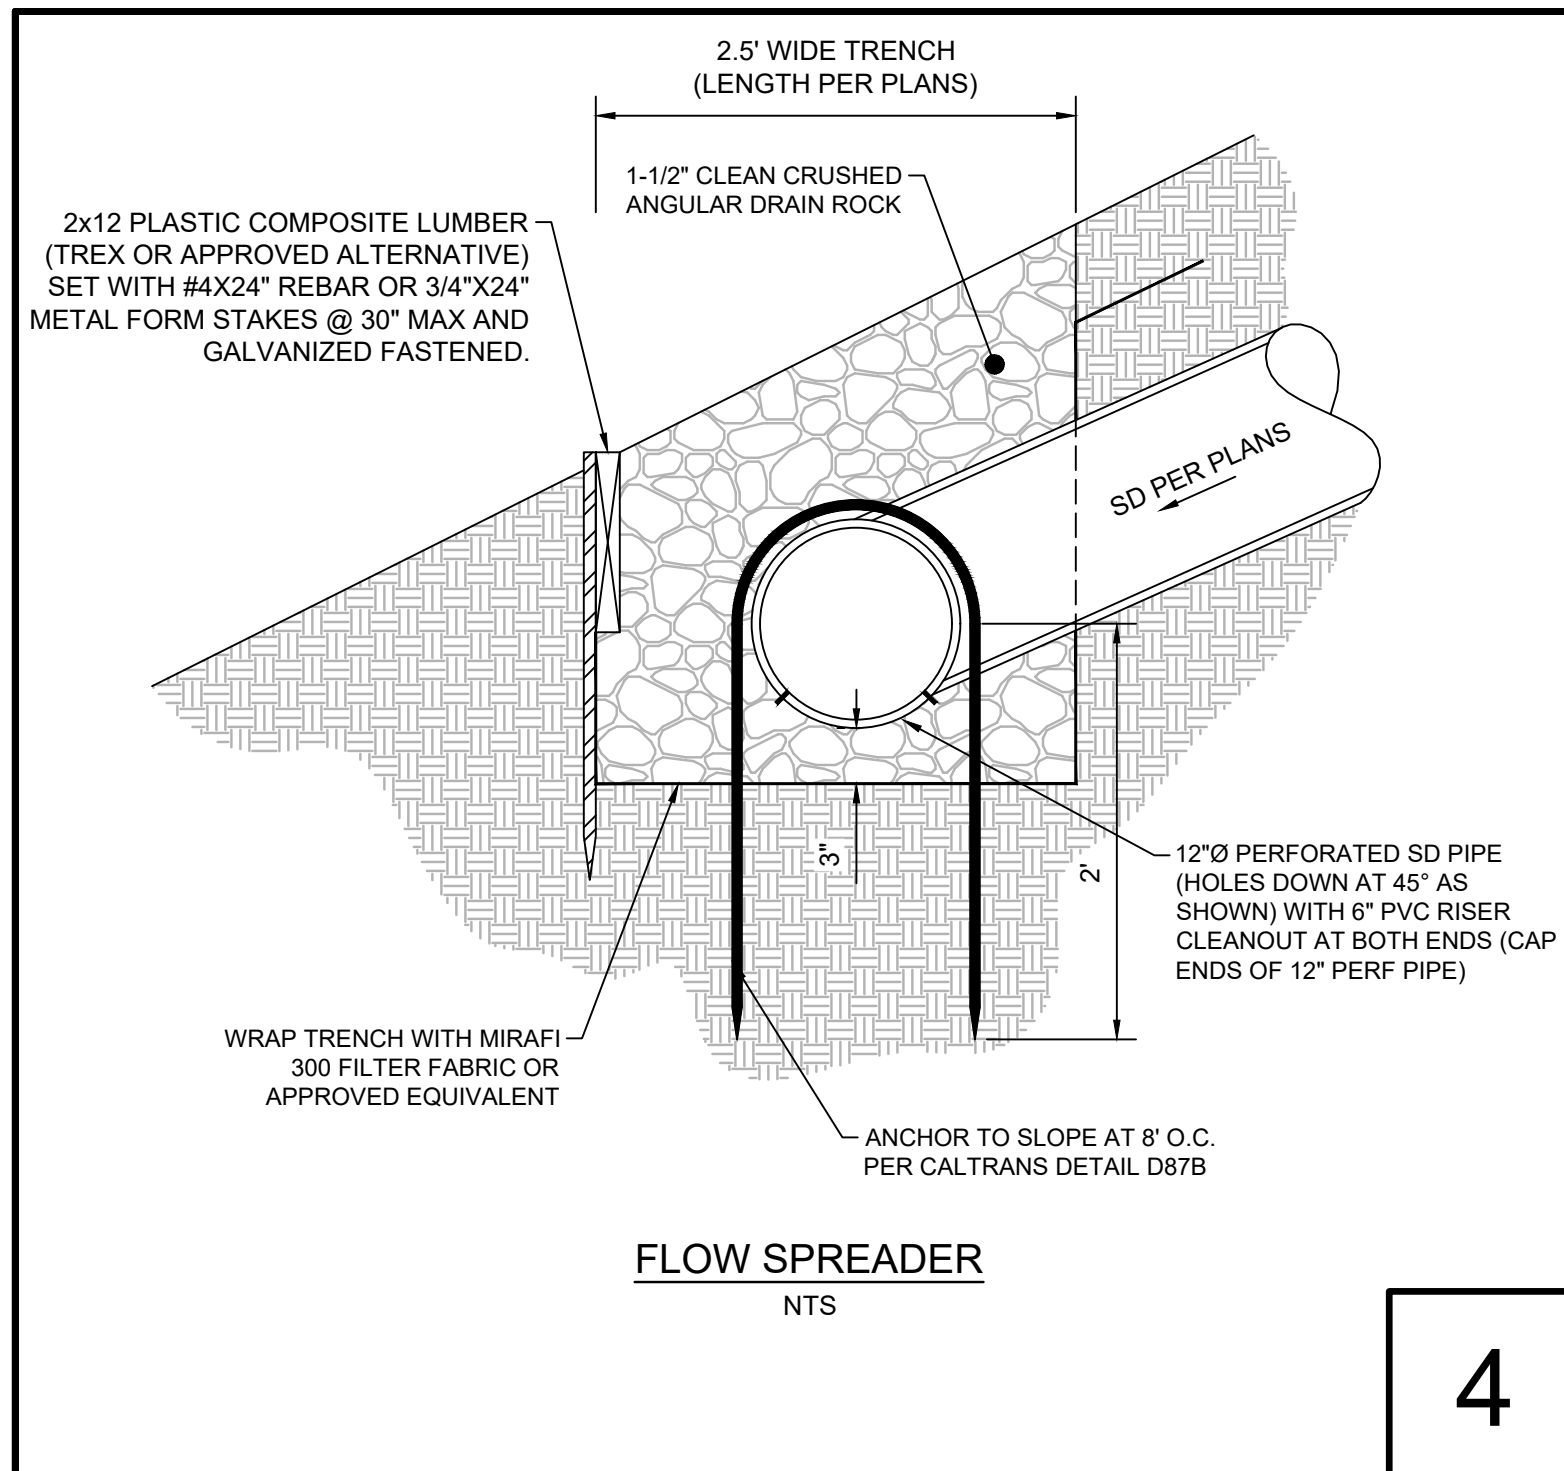 2.5' WIDE TRENCH
(LENGTH PER PLANS)
1-1/2" CLEAN CRUSHED
ANGULAR DRAIN ROCK
2x12 PLASTIC COMPOSITE LUMBER
(TREX OR APPROVED ALTERNATIVE)
SET WITH #4X24" REBAR OR 3/4"X24"
METAL FORM STAKES @ 30" MAX AND
GALVANIZED FASTENED.
SD PER PLANS
3"
2'
12"Ø PERFORATED SD PIPE
(HOLES DOWN AT 45° AS
SHOWN) WITH 6" PVC RISER
CLEANOUT AT BOTH ENDS (CAP
ENDS OF 12" PERF PIPE)
WRAP TRENCH WITH MIRAFI
300 FILTER FABRIC OR
APPROVED EQUIVALENT
ANCHOR TO SLOPE AT 8' O.C.
PER CALTRANS DETAIL D87B
FLOW SPREADER
NTS
4